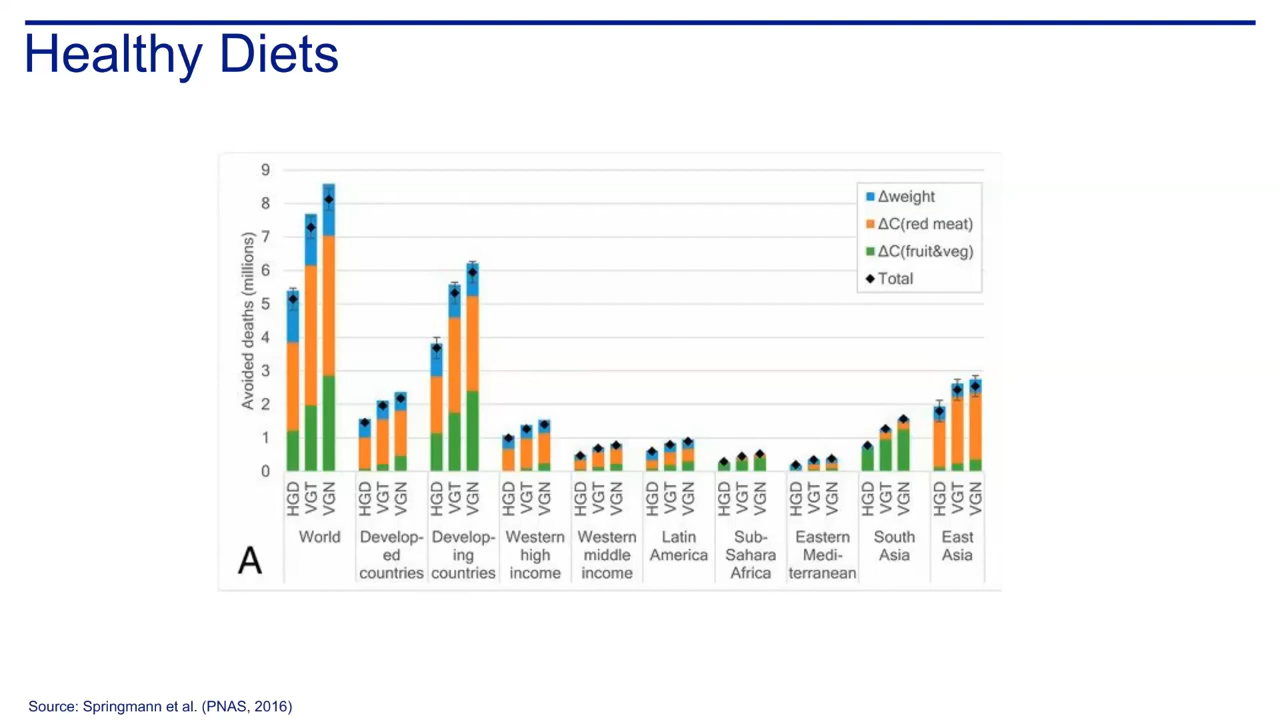 Healthy Diets
Avoided deaths (millions)
9
8
7
6
5
4
3
2
1
0
Δweight
ΔC(red meat)
ΔC(fruit&veg)
Total
HGD VGT VGN HGD VGT VGN HGD VGT VGN HGD VGT VGN HGD VGT VGN HGD VGT VGN HGD VGT VGN HGD VGT VGN HGD VGT VGN HGD VGT VGN
World
Develop-
ed
countries
Develop-
ing
countries
Western
high
income
Western
middle
income
Latin
America
Sub-
Sahara
Africa
Eastern
Medi-
terranean
South
Asia
East
Asia
A
Source: Springmann et al. (PNAS, 2016)